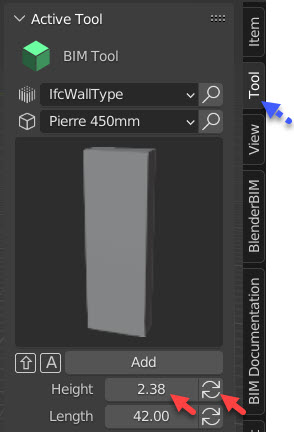 Active Tool
BIM Tool
IfcWallType
Pierre 450mm
A
Add
Height 2.38
Length 42.00
Item
Tool
View
BlenderBIM
BIM Documentation